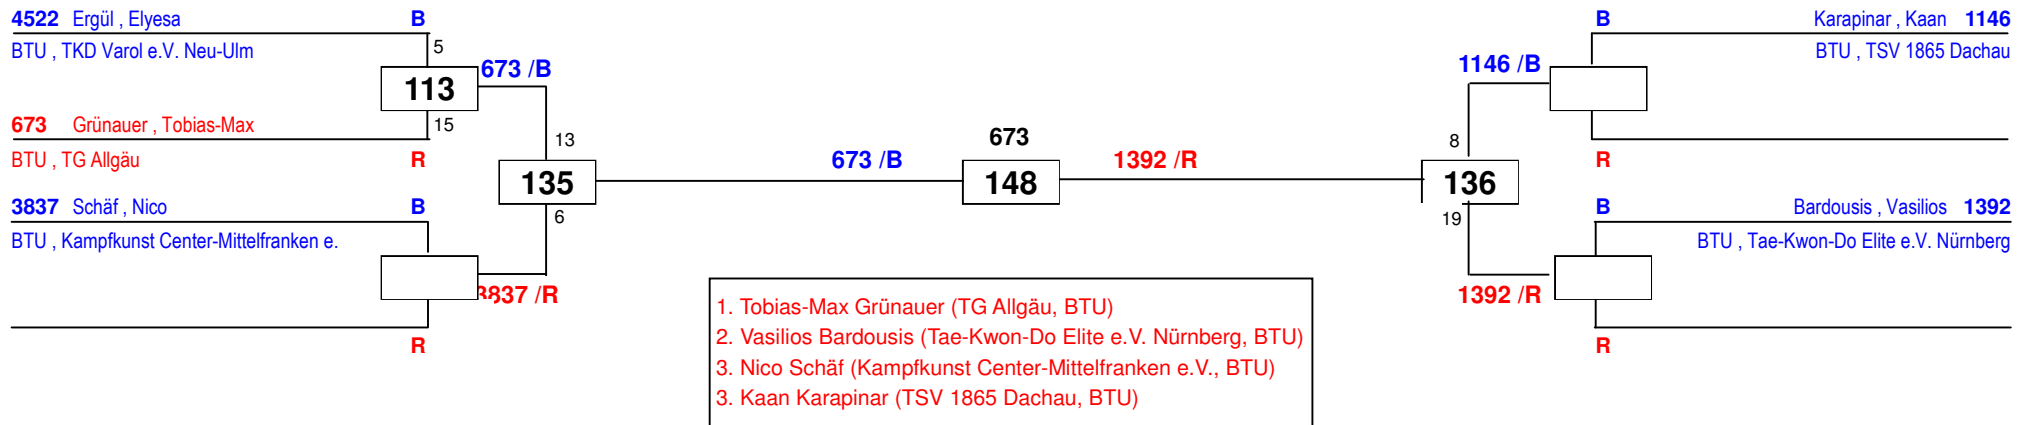 4522 Ergül , Elyesa B
BTU , TKD Varol e.V. Neu-Ulm
5
673 /B
113
15
673 Grünauer , Tobias-Max
BTU , TG Allgäu R
13
135
6
3837 Schäf , Nico B
BTU , Kampfkunst Center-Mittelfranken e.
3837 /R
R
673 /B
673
148
1392 /R
B Karapinar , Kaan 1146
BTU , TSV 1865 Dachau
1146 /B
R
8
136
19
B Bardousis , Vasilios 1392
BTU , Tae-Kwon-Do Elite e.V. Nürnberg
1392 /R
R
1. Tobias-Max Grünauer (TG Allgäu, BTU)
2. Vasilios Bardousis (Tae-Kwon-Do Elite e.V. Nürnberg, BTU)
3. Nico Schäf (Kampfkunst Center-Mittelfranken e.V., BTU)
3. Kaan Karapinar (TSV 1865 Dachau, BTU)